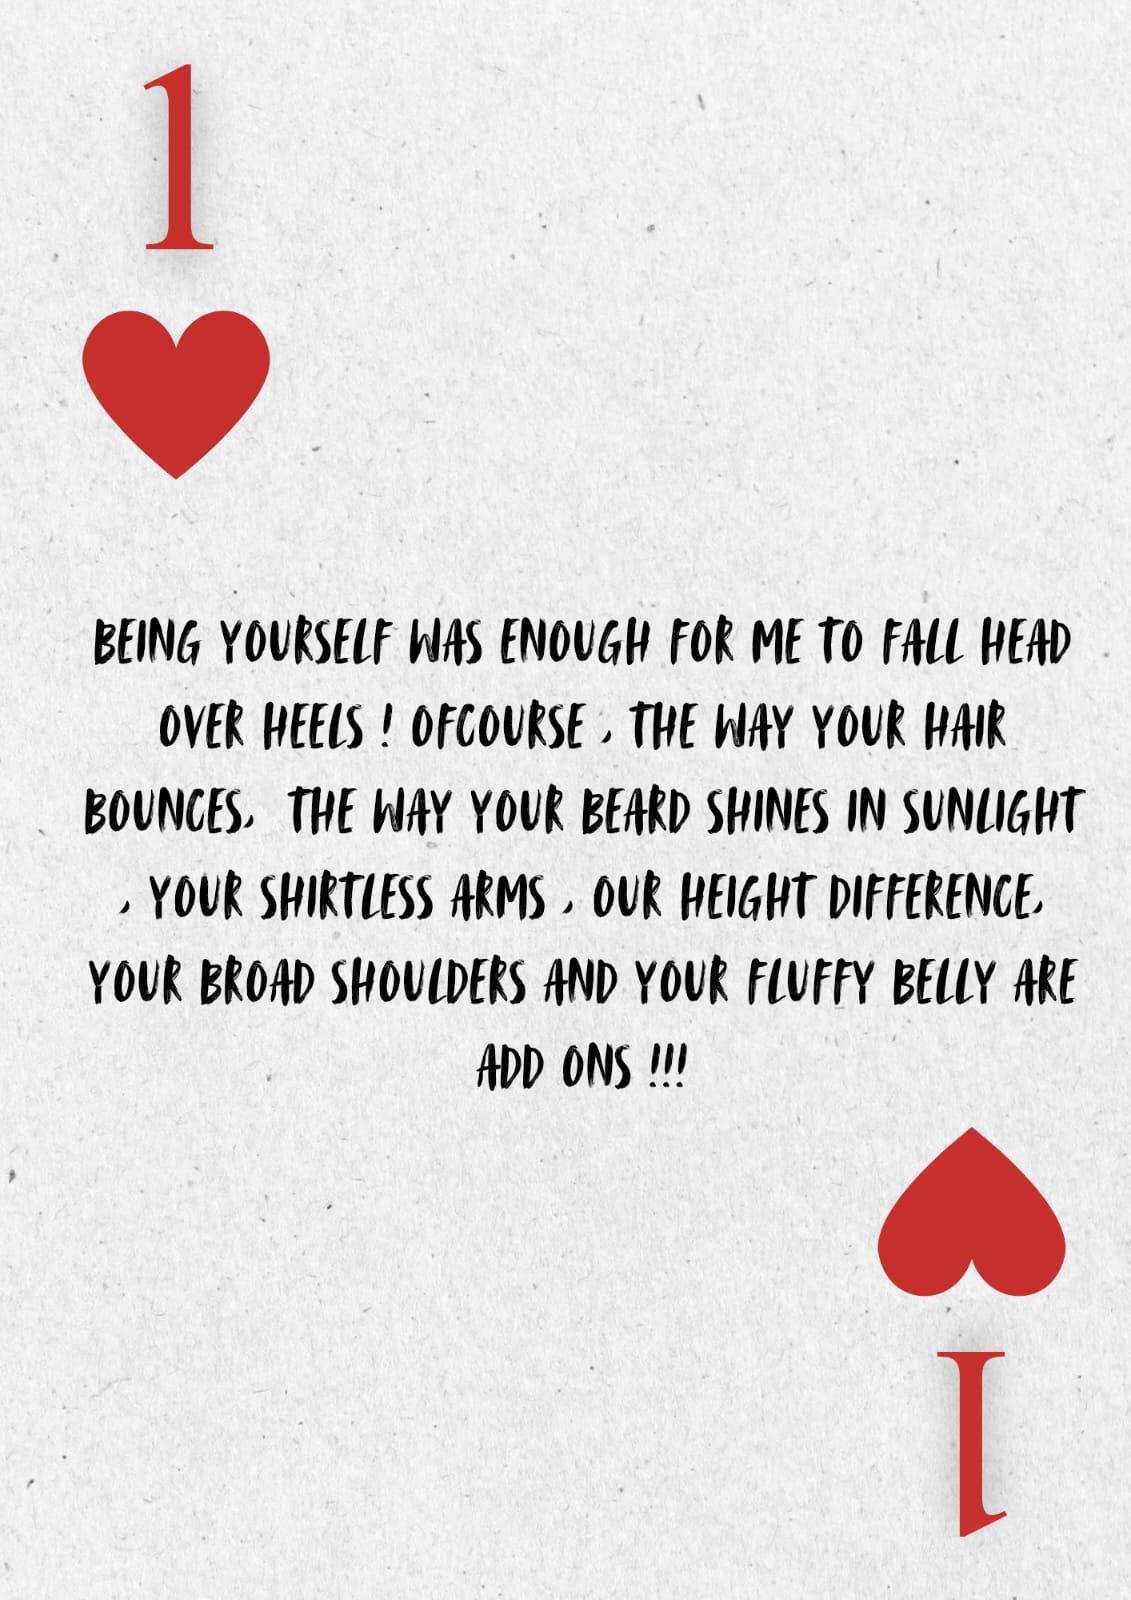 1
BEING YOURSELF WAS ENOUGH FOR ME TO FALL HEAD
OVER HEELS ! OFCOURSE , THE WAY YOUR HAIR
BOUNCES,  THE WAY YOUR BEARD SHINES IN SUNLIGHT
, YOUR SHIRTLESS ARMS , OUR HEIGHT DIFFERENCE,
YOUR BROAD SHOULDERS AND YOUR FLUFFY BELLY ARE
ADD ONS !!!
1